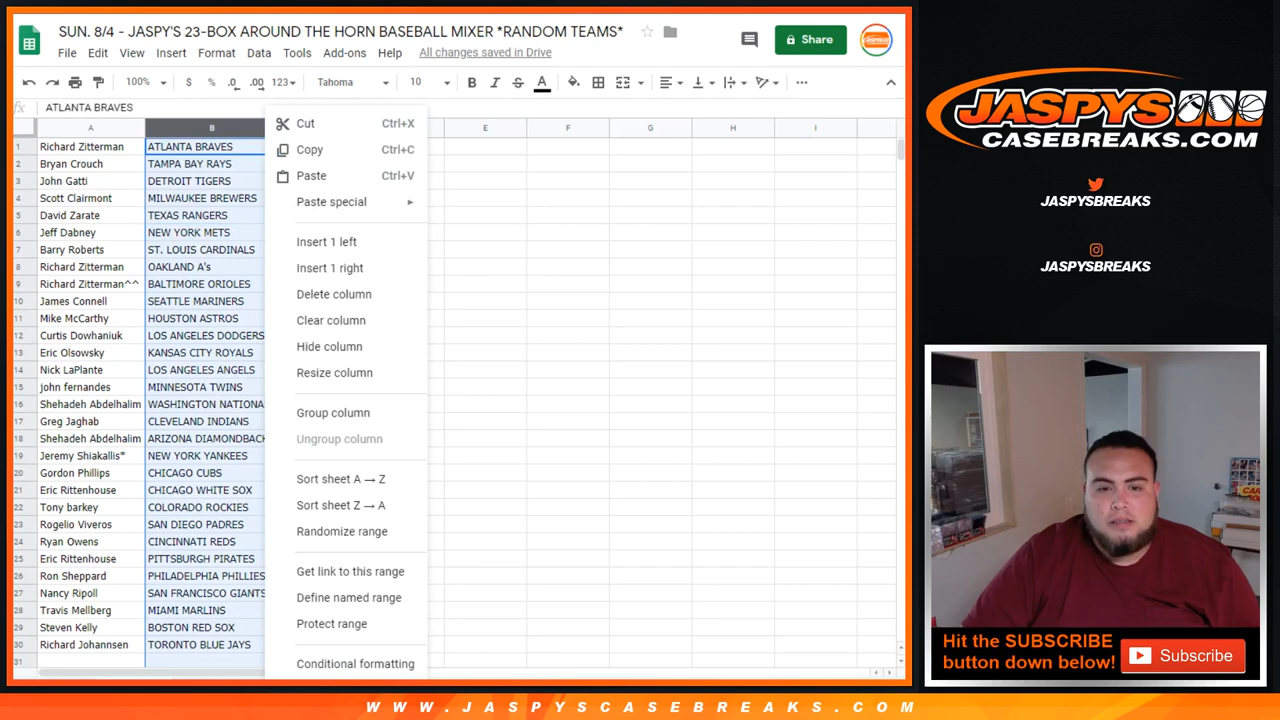 SUN. 8/4 - JASPY'S 23-BOX AROUND THE HORN BASEBALL MIXER *RANDOM TEAMS*
File Edit View Format Data Tools Add-ons Help All changes saved in Drive
Share
100% $ % .0 .00 123 Tahoma 10 B I S A
fx ATLANTA BRAVES
A B E F G H I
1 Richard Zitterman ATLANTA BRAVES
2 Bryan Crouch TAMPA BAY RAYS
3 John Gatti DETROIT TIGERS
4 Scott Clairmont MILWAUKEE BREWERS
5 David Zarate TEXAS RANGERS
6 Jeff Dabney NEW YORK METS
7 Barry Roberts ST. LOUIS CARDINALS
8 Richard Zitterman OAKLAND A's
9 Richard Zitterman^^ BALTIMORE ORIOLES
10 James Connell SEATTLE MARINERS
11 Mike McCarthy HOUSTON ASTROS
12 Curtis Dowhaniuk LOS ANGELES DODGERS
13 Eric Olsowsky KANSAS CITY ROYALS
14 Nick LaPlante LOS ANGELES ANGELS
15 john fernandes MINNESOTA TWINS
16 Shehadeh Abdelhalim WASHINGTON NATIONA
17 Greg Jaghab CLEVELAND INDIANS
18 Shehadeh Abdelhalim ARIZONA DIAMONDBACK
19 Jeremy Shiakallis* NEW YORK YANKEES
20 Gordon Phillips CHICAGO CUBS
21 Eric Rittenhouse CHICAGO WHITE SOX
22 Tony barkey COLORADO ROCKIES
23 Rogelio Viveros SAN DIEGO PADRES
24 Ryan Owens CINCINNATI REDS
25 Eric Rittenhouse PITTSBURGH PIRATES
26 Ron Sheppard PHILADELPHIA PHILLIES
27 Nancy Ripoll SAN FRANCISCO GIANTS
28 Travis Mellberg MIAMI MARLINS
29 Steven Kelly BOSTON RED SOX
30 Richard Johannsen TORONTO BLUE JAYS
31
Cut Ctrl+X
Copy Ctrl+C
Paste Ctrl+V
Paste special
Insert 1 left
Insert 1 right
Delete column
Clear column
Hide column
Resize column
Group column
Ungroup column
Sort sheet A → Z
Sort sheet Z → A
Randomize range
Get link to this range
Define named range
Protect range
Conditional formatting
JASPYS
CASEBREAKS.COM
JASPYSBREAKS
JASPYSBREAKS
Hit the SUBSCRIBE
button down below!
Subscribe
WWW.JASPYSCASEBREAKS.COM